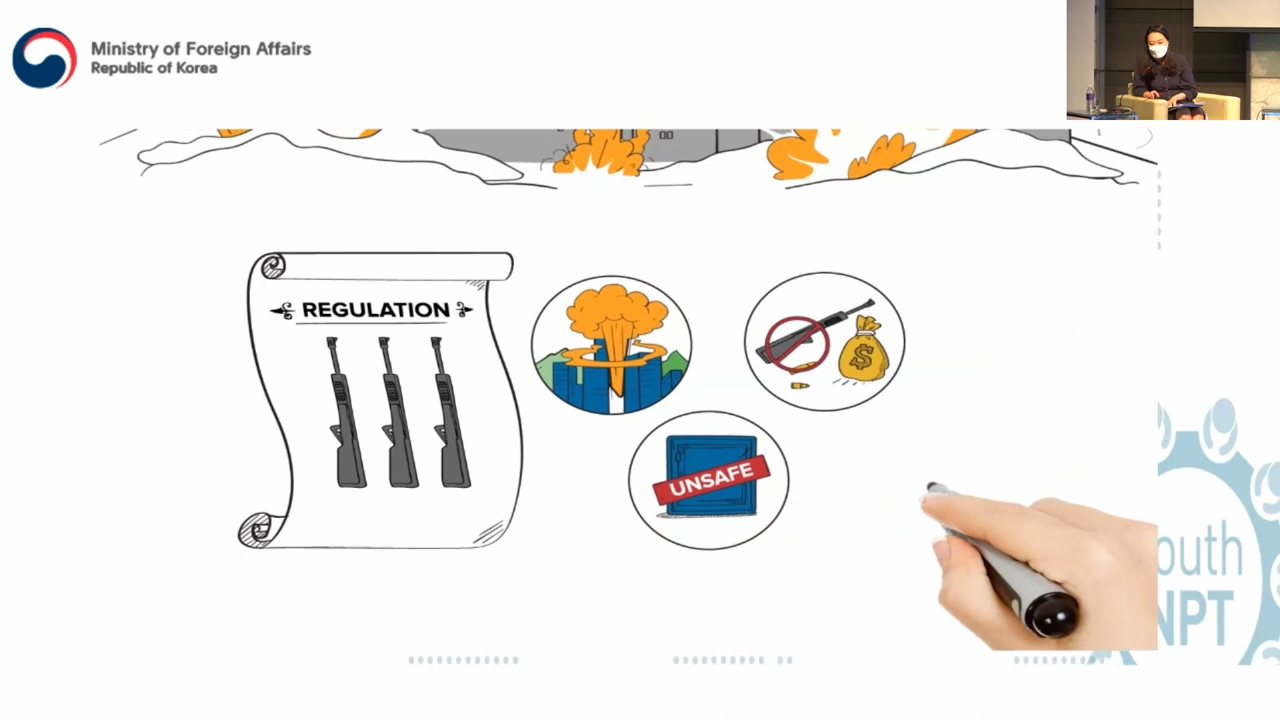 Ministry of Foreign Affairs
Republic of Korea
REGULATION
$
UNSAFE
outh
NPT